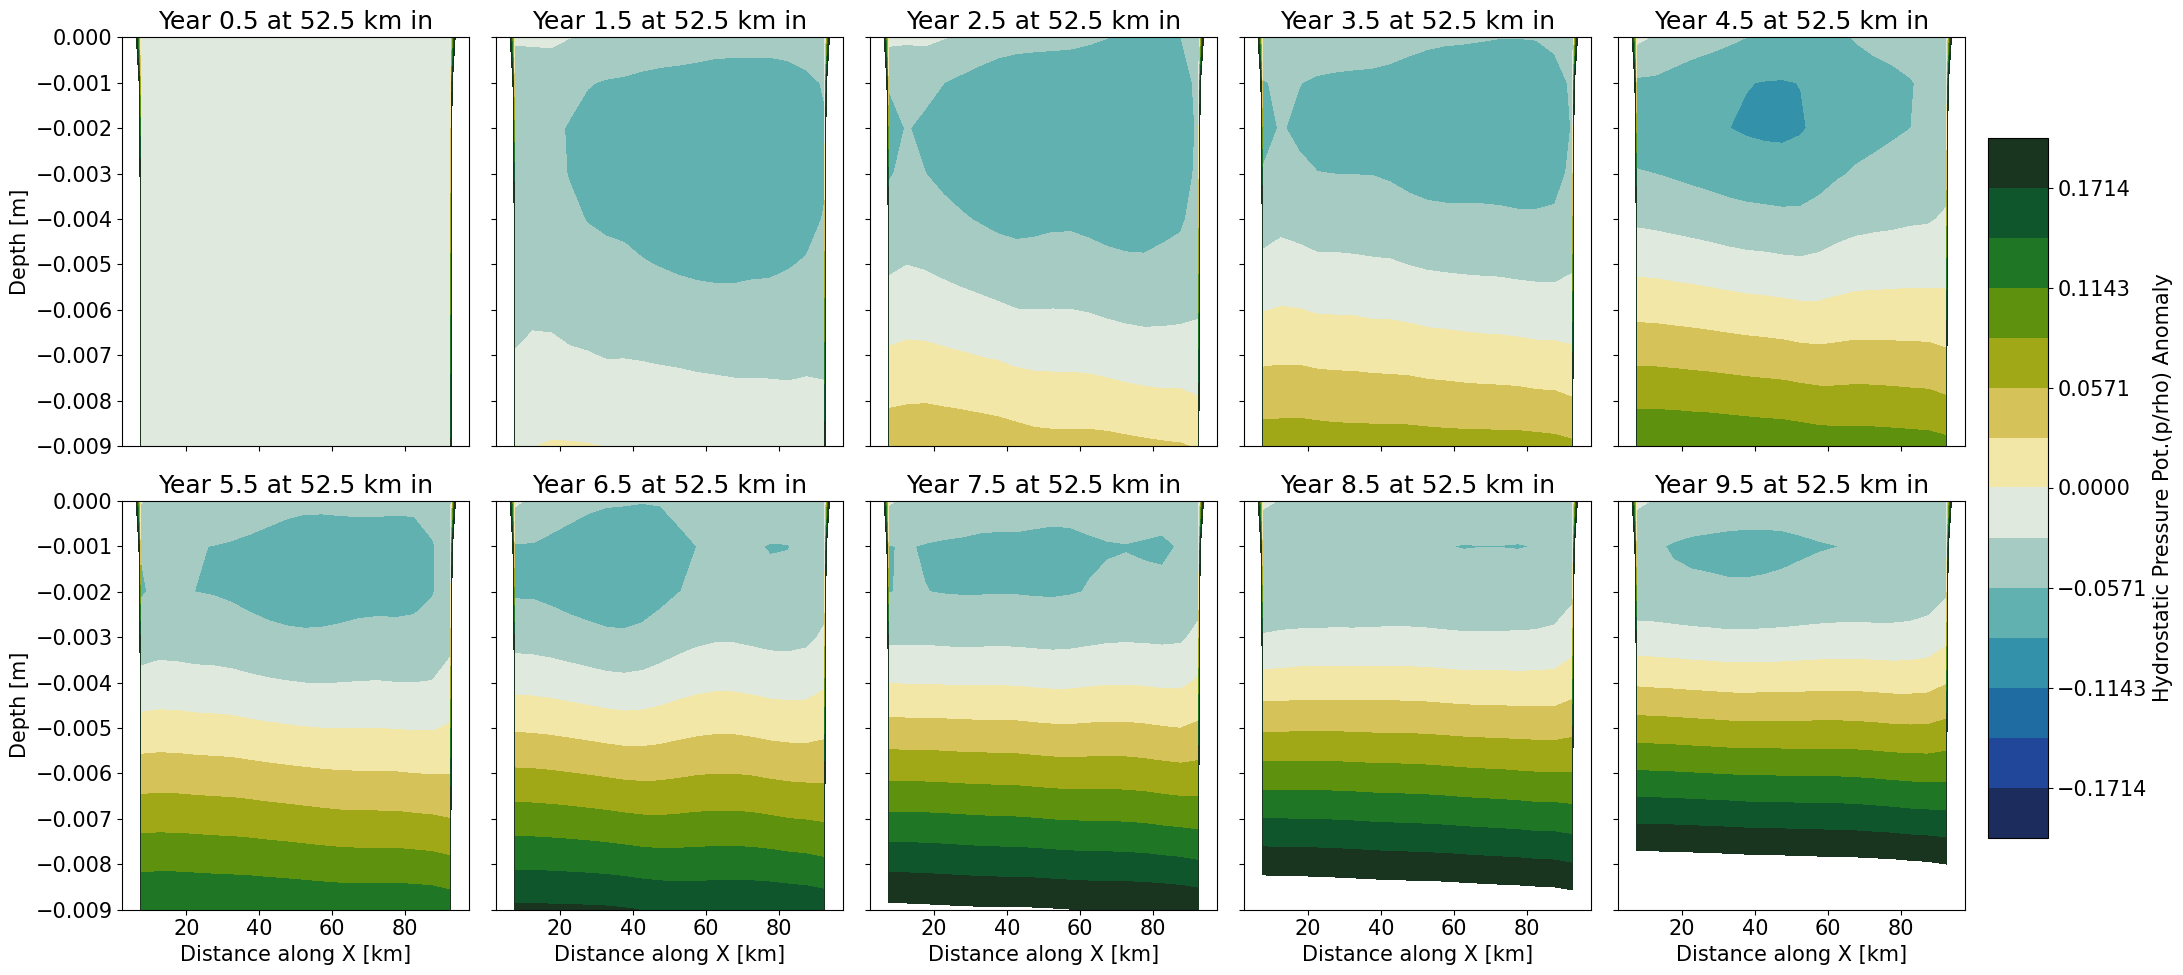 Year 0.5 at 52.5 km in
Year 1.5 at 52.5 km in
Year 2.5 at 52.5 km in
Year 3.5 at 52.5 km in
Year 4.5 at 52.5 km in
0.000
−0.001
−0.002
−0.003
−0.004
−0.005
−0.006
−0.007
−0.008
−0.009
Depth [m]
Year 5.5 at 52.5 km in
Year 6.5 at 52.5 km in
Year 7.5 at 52.5 km in
Year 8.5 at 52.5 km in
Year 9.5 at 52.5 km in
0.000
−0.001
−0.002
−0.003
−0.004
−0.005
−0.006
−0.007
−0.008
−0.009
Depth [m]
20 40 60 80
20 40 60 80
20 40 60 80
20 40 60 80
20 40 60 80
Distance along X [km]
Distance along X [km]
Distance along X [km]
Distance along X [km]
Distance along X [km]
0.1714
0.1143
0.0571
0.0000
−0.0571
−0.1143
−0.1714
Hydrostatic Pressure Pot.(p/rho) Anomaly